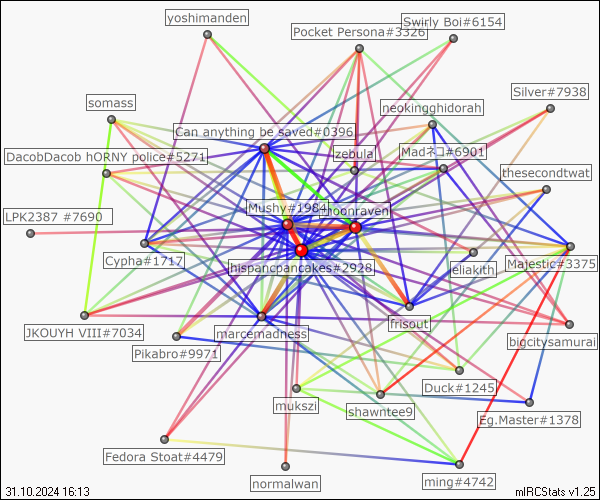 yoshimanden
Swirly Boi#6154
Pocket Persona#3326
Silver#7938
somass
neokingghidorah
Can anything be saved#0396
DacobDacob hORNY police#5271
zebula
Madネコ#6901
thesecondtwat
LPK2387 #7690
Mushy#1984
noonraven
Cypha#1717
hispancpancakes#2928
eliakith
Majestic#3375
JKOUYH VIII#7034
marcemadness
frisout
bigcitysamurai
Pikabro#9971
Duck#1245
mukszi
shawntee9
Eg.Master#1378
Fedora Stoat#4479
normalwan
ming#4742
31.10.2024 16:13
mIRCStats v1.25